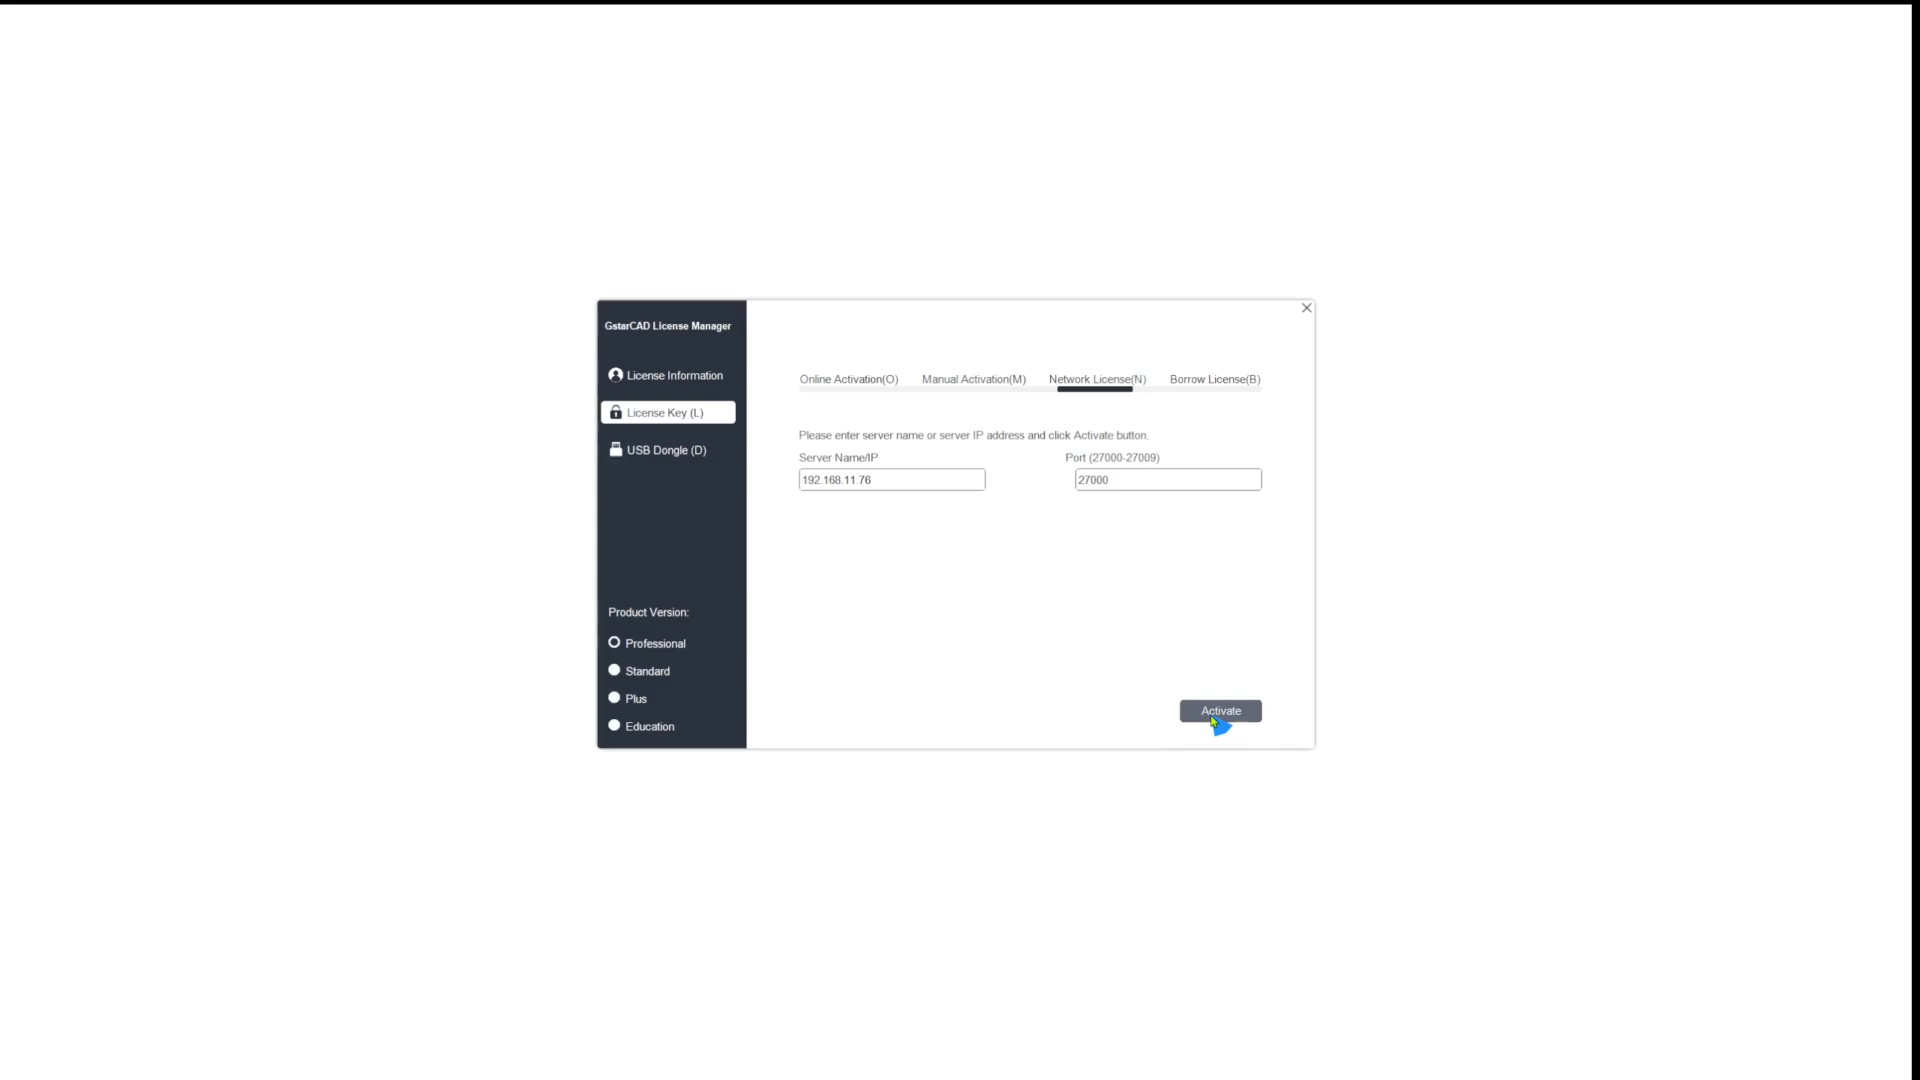 GstarCAD License Manager
License Information
License Key (L)
USB Dongle (D)
Product Version:
Professional
Standard
Plus
Education
Online Activation(O) Manual Activation(M) Network License(N) Borrow License(B)
Please enter server name or server IP address and click Activate button.
Server Name/IP Port (27000-27009)
192.168.11.76 27000
Activate